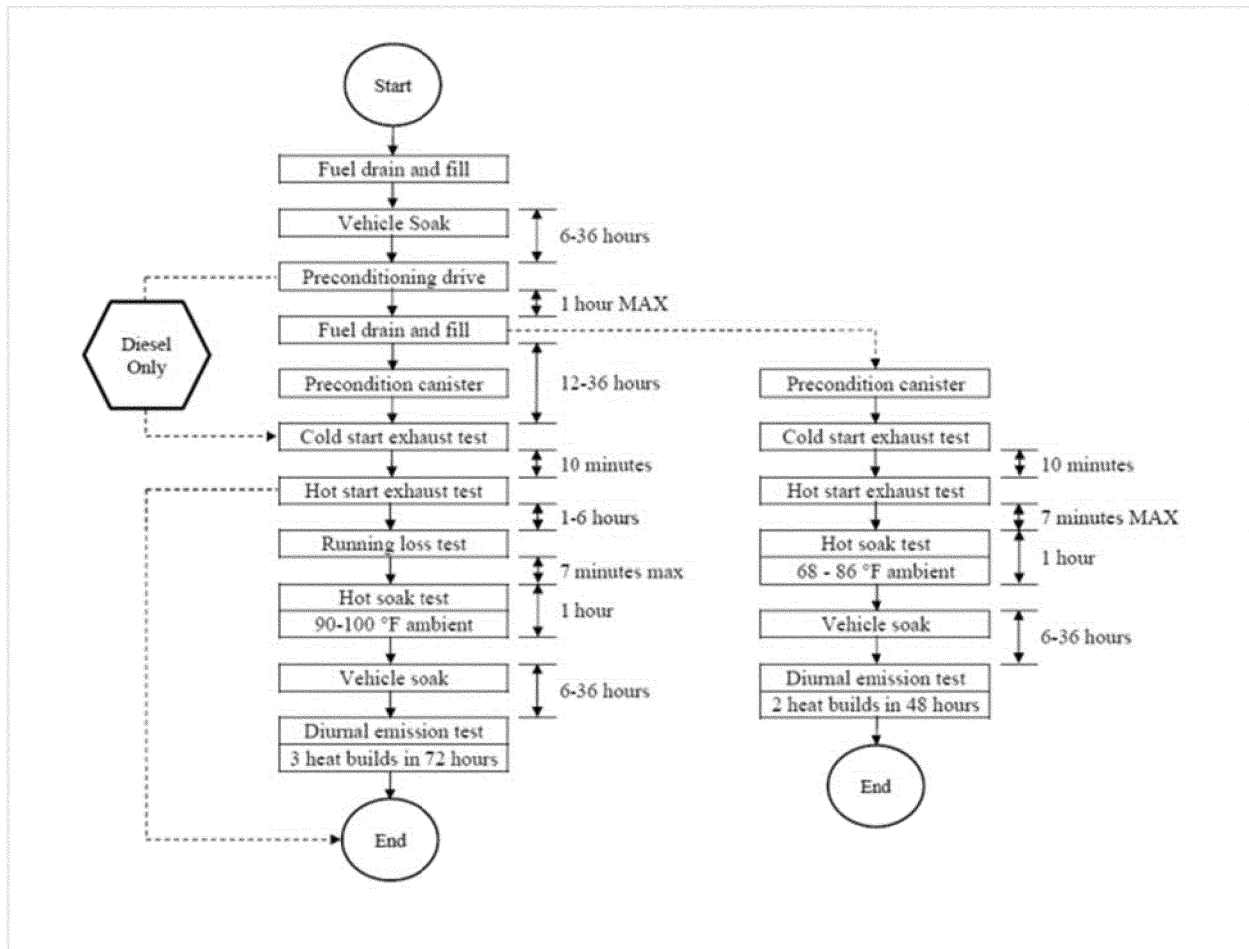 Start
Fuel drain and fill
Vehicle Soak
6-36 hours
Preconditioning drive
1 hour MAX
Diesel
Only
Fuel drain and fill
Precondition canister
12-36 hours
Cold start exhaust test
10 minutes
Hot start exhaust test
1-6 hours
Running loss test
7 minutes max
Hot soak test
90-100 °F ambient
1 hour
Vehicle soak
6-36 hours
Diurnal emission test
3 heat builds in 72 hours
End
Precondition canister
Cold start exhaust test
10 minutes
Hot start exhaust test
7 minutes MAX
Hot soak test
68 - 86 °F ambient
1 hour
Vehicle soak
6-36 hours
Diurnal emission test
2 heat builds in 48 hours
End